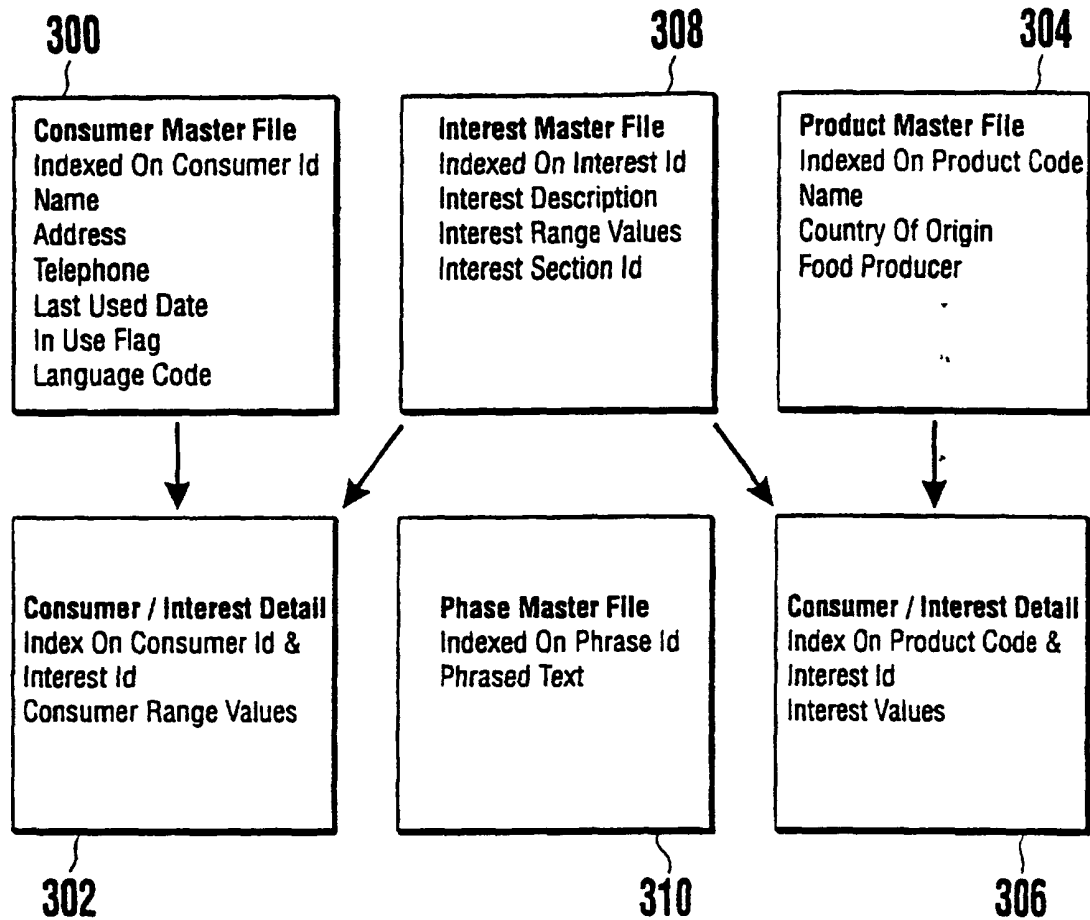 300
308
304
Consumer Master File
Indexed On Consumer Id
Name
Address
Telephone
Last Used Date
In Use Flag
Language Code
Interest Master File
Indexed On Interest Id
Interest Description
Interest Range Values
Interest Section Id
Product Master File
Indexed On Product Code
Name
Country Of Origin
Food Producer
Consumer / Interest Detail
Index On Consumer Id &
Interest Id
Consumer Range Values
Phase Master File
Indexed On Phrase Id
Phrased Text
Consumer / Interest Detail
Index On Product Code &
Interest Id
Interest Values
302
310
306